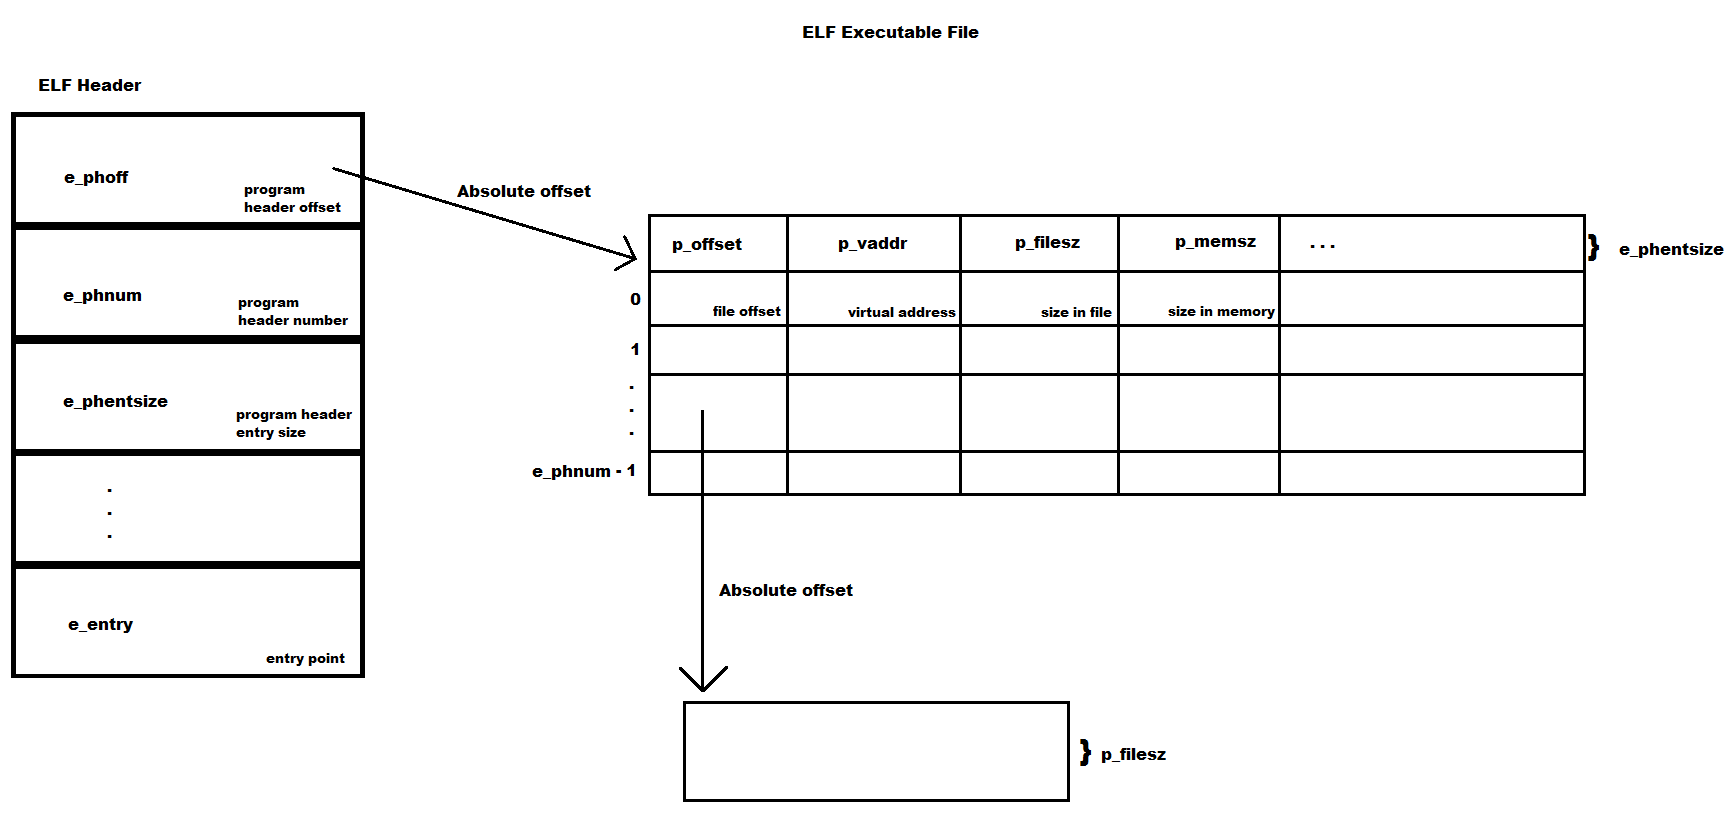 ELF Executable File
ELF Header
e_phoff
program
header offset
e_phnum
program
header number
e_phentsize
program header
entry size
.
.
.
e_entry
entry point
Absolute offset
p_offset p_vaddr p_filesz p_memsz ... } e_phentsize
0 file offset virtual address size in file size in memory
1
.
.
.
e_phnum - 1
Absolute offset
} p_filesz